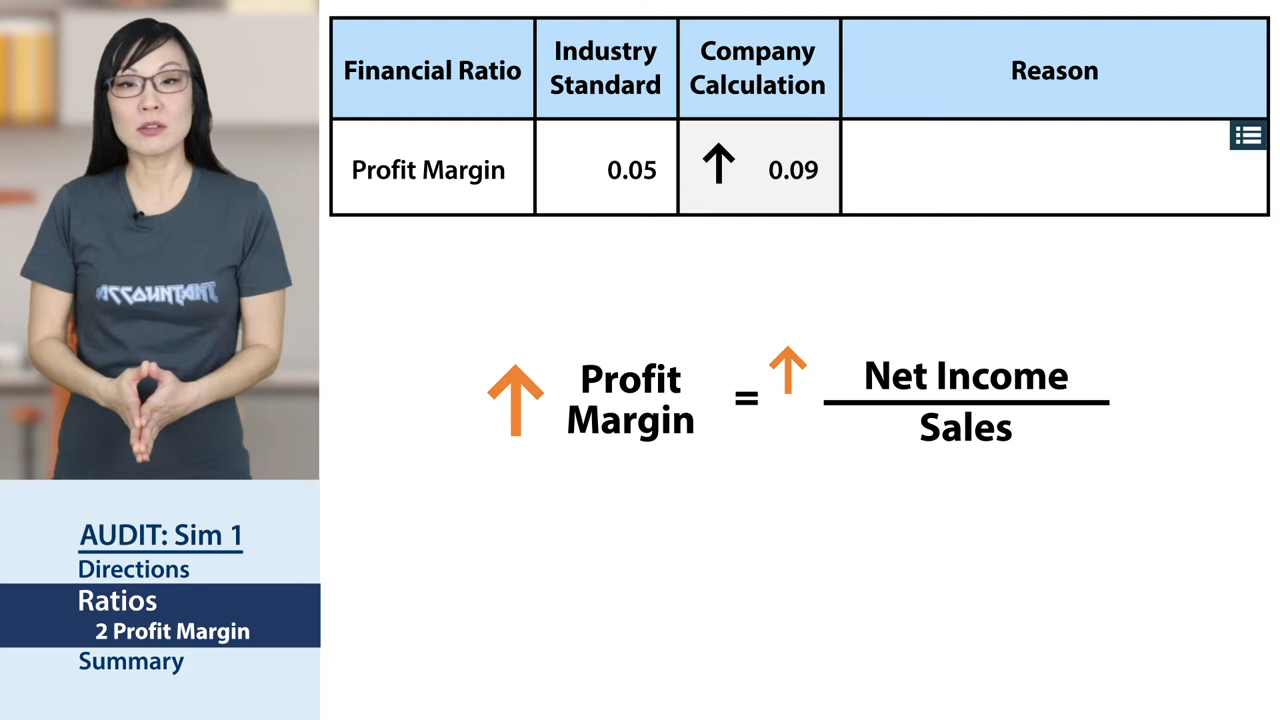 Financial Ratio
Industry
Standard
Company
Calculation
Reason
Profit Margin
0.05
↑ 0.09
ACCOUNTANT
↑ Profit
Margin
= ↑
Net Income
Sales
AUDIT: Sim 1
Directions
Ratios
2 Profit Margin
Summary